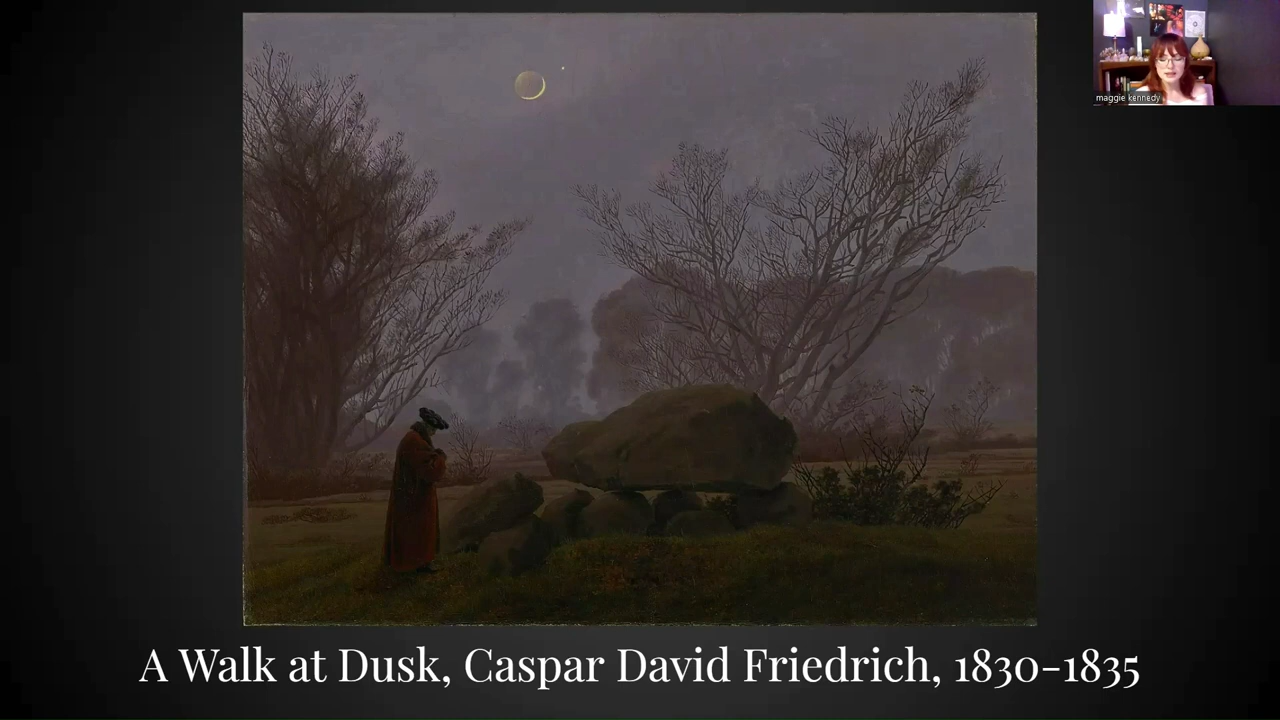 maggie kennedy
A Walk at Dusk, Caspar David Friedrich, 1830-1835